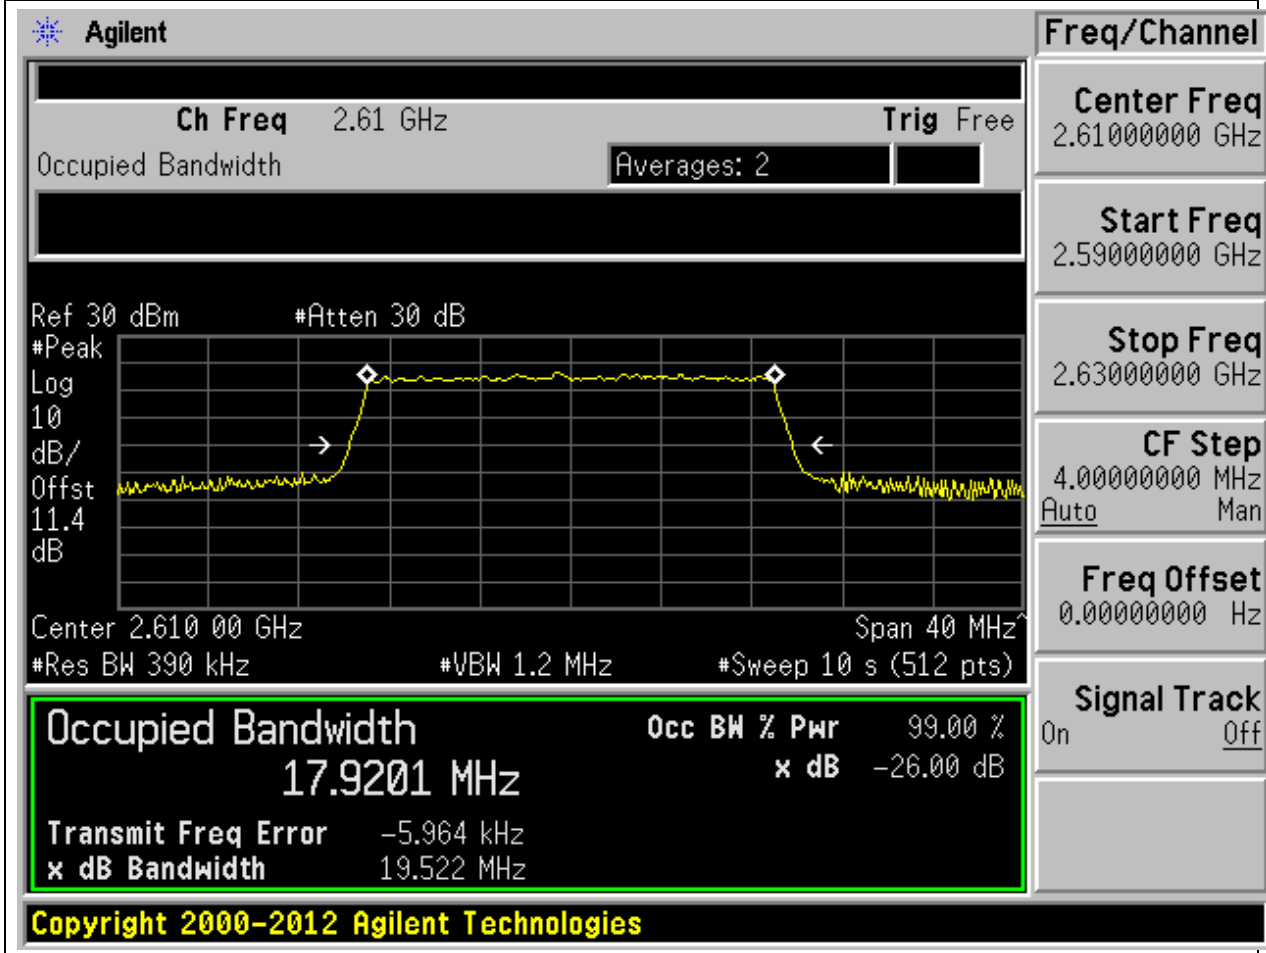 Agilent
Freq/Channel
Ch Freq 2.61 GHz Trig Free
Occupied Bandwidth Averages: 2
Ref 30 dBm #Atten 30 dB
#Peak
Log
10
dB/
Offst
11.4
dB
Center 2.610 00 GHz Span 40 MHz^
#Res BW 390 kHz #VBW 1.2 MHz #Sweep 10 s (512 pts)
Occupied Bandwidth
17.9201 MHz
Occ BW % Pwr 99.00 %
x dB -26.00 dB
Transmit Freq Error -5.964 kHz
x dB Bandwidth 19.522 MHz
Center Freq
2.61000000 GHz
Start Freq
2.59000000 GHz
Stop Freq
2.63000000 GHz
CF Step
4.00000000 MHz
Auto Man
Freq Offset
0.00000000 Hz
Signal Track
On Off
Copyright 2000-2012 Agilent Technologies